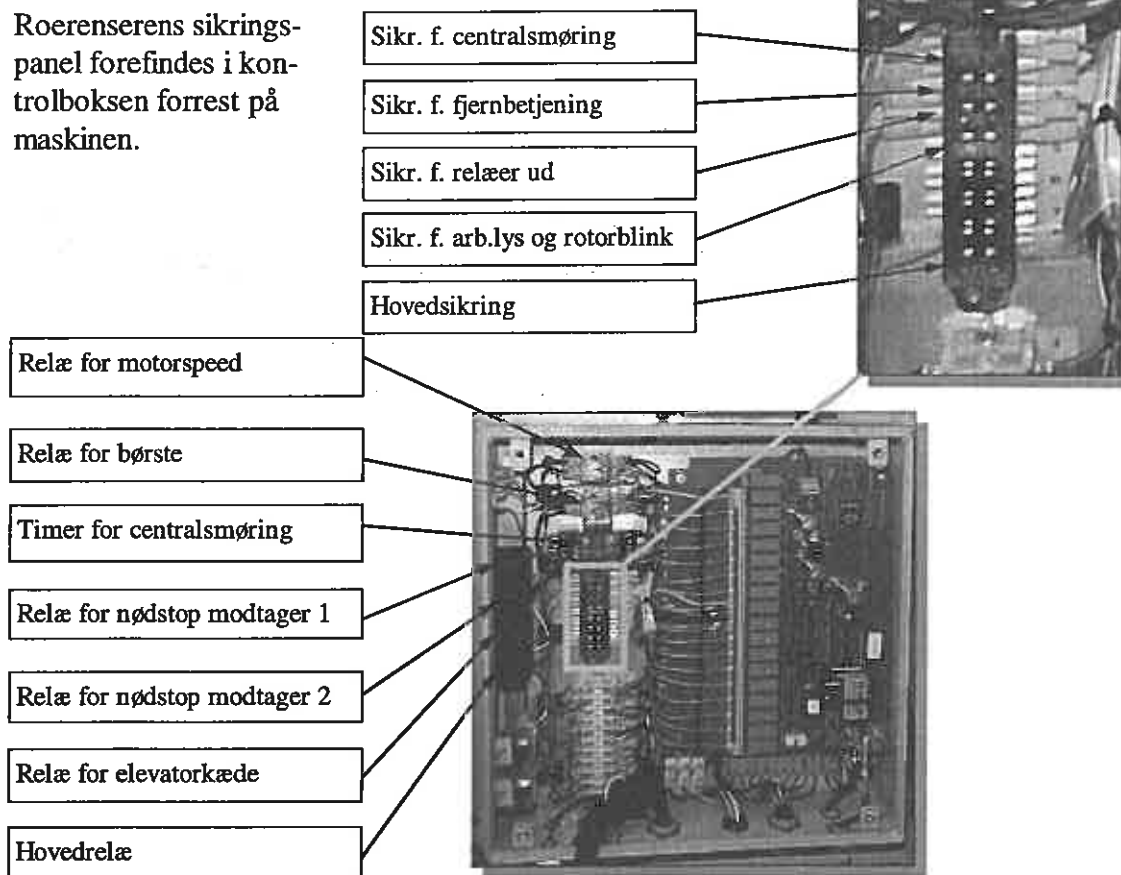 Roerenserens sikrings-
panel forefindes i kon-
trolboksen forrest på
maskinen.
Sikr. f. centralsmøring
Sikr. f. fjernbetjening
Sikr. f. relæer ud
Sikr. f. arb.lys og rotorblink
Hovedsikring
Relæ for motorspeed
Relæ for børste
Timer for centralsmøring
Relæ for nødstop modtager 1
Relæ for nødstop modtager 2
Relæ for elevatorkæde
Hovedrelæ